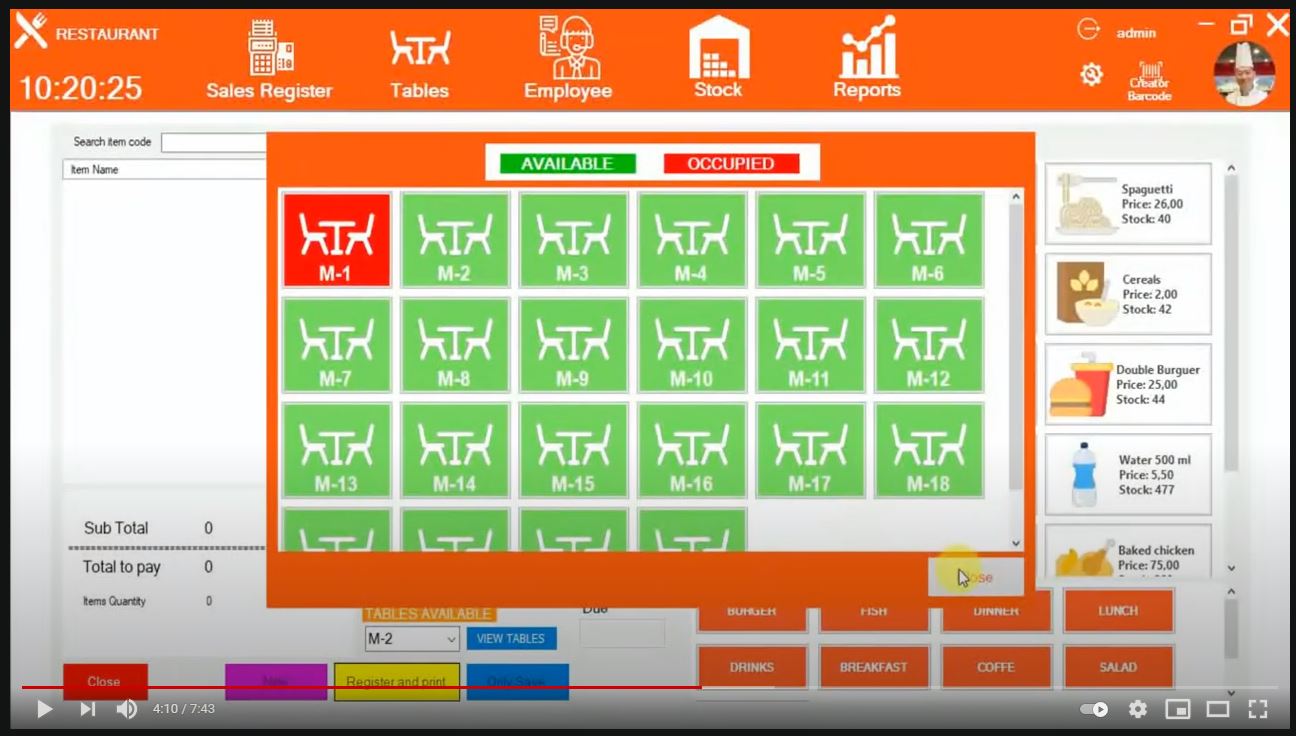 RESTAURANT
10:20:25
Sales Register
Tables
Employee
Stock
Reports
admin
Creator
Barcode
Search item code
Item Name
AVAILABLE
OCCUPIED
M-1
M-2
M-3
M-4
M-5
M-6
M-7
M-8
M-9
M-10
M-11
M-12
M-13
M-14
M-15
M-16
M-17
M-18
Spaguetti
Price: 26,00
Stock: 40
Cereals
Price: 2,00
Stock: 42
Double Burguer
Price: 25,00
Stock: 44
Water 500 ml
Price: 5,50
Stock: 477
Baked chicken
Price: 75,00
Sub Total 0
Total to pay 0
Items Quantity 0
TABLES AVAILABLE
M-2
VIEW TABLES
Due
BURGER
FISH
DINNER
LUNCH
DRINKS
BREAKFAST
COFFE
SALAD
Close
New
Register and print
Only Save
4:10 / 7:43